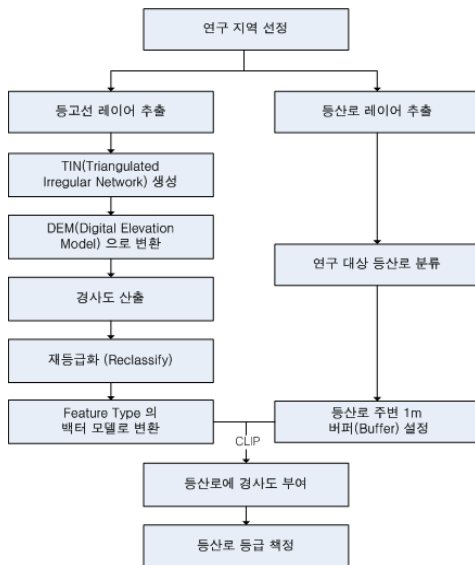 연구 지역 선정
등고선 레이어 추출
등산로 레이어 추출
TIN(Triangulated
Irregular Network) 생성
DEM(Digital Elevation
Model) 으로 변환
연구 대상 등산로 분류
경사도 산출
재등급화 (Reclassify)
Feature Type 의
백터 모델로 변환
등산로 주변 1m
버퍼(Buffer) 설정
CLIP
등산로에 경사도 부여
등산로 등급 책정